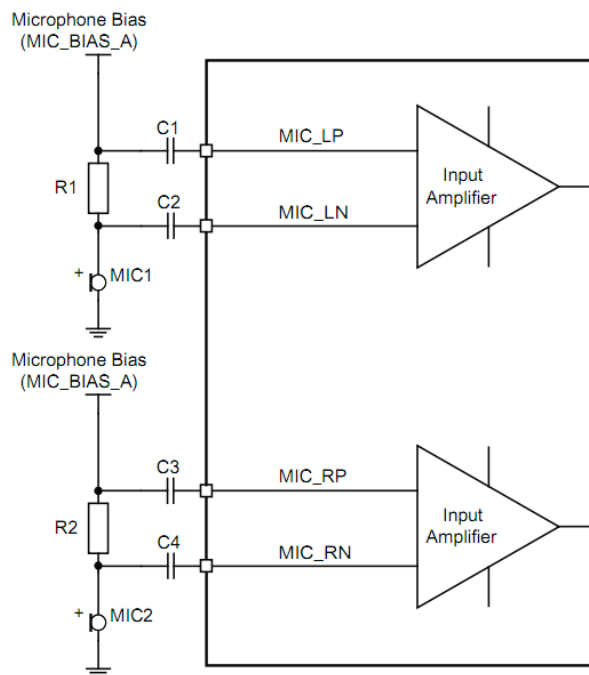 Microphone Bias
(MIC_BIAS_A)
C1
MIC_LP
R1
C2
MIC_LN
Input
Amplifier
+ MIC1
Microphone Bias
(MIC_BIAS_A)
C3
MIC_RP
R2
C4
MIC_RN
Input
Amplifier
+ MIC2